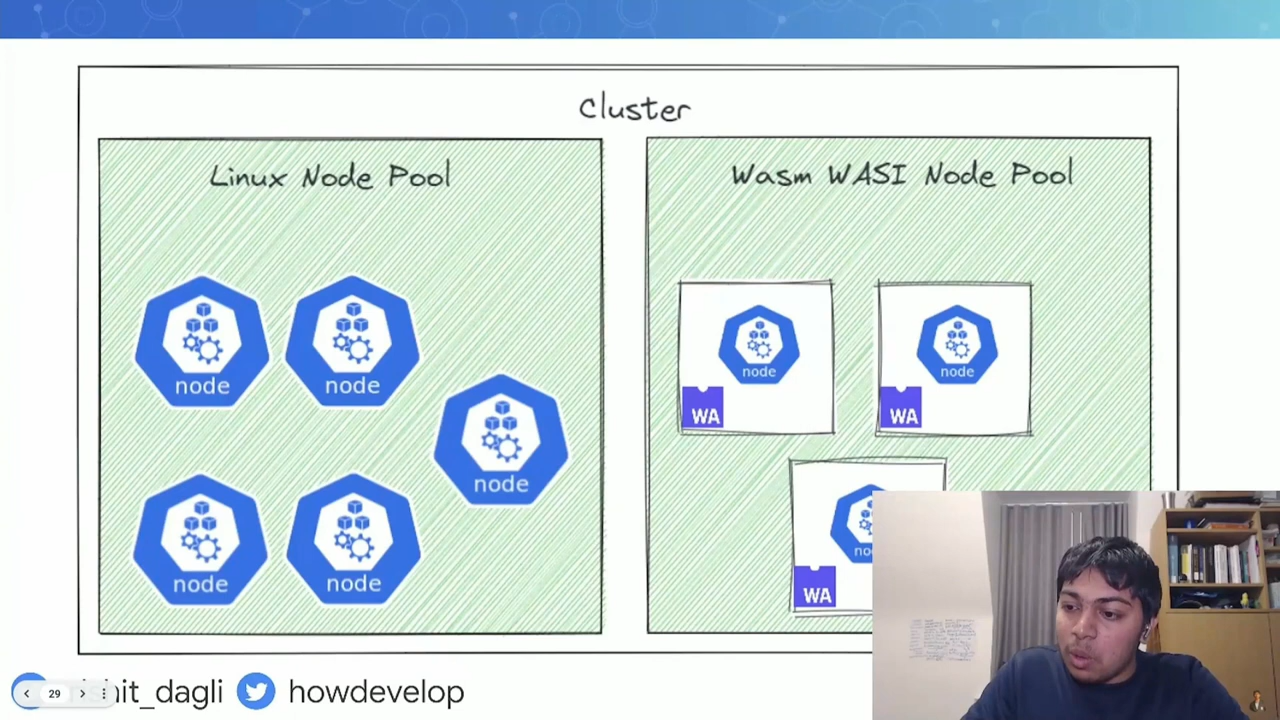 Cluster
Linux Node Pool
Wasm WASI Node Pool
node
node
node
node
node
node
node
WA
WA
WA
29
it_dagli
howdevelop